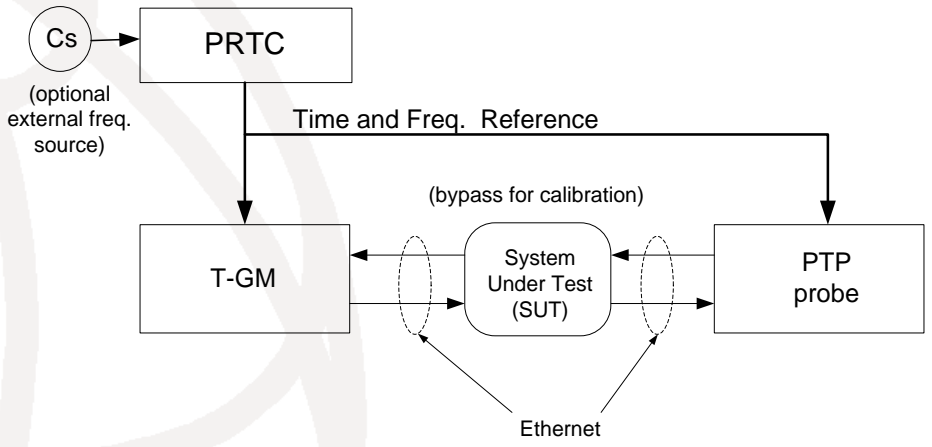 Cs
PRTC
(optional
external freq.
source)
Time and Freq. Reference
(bypass for calibration)
T-GM
System
Under Test
(SUT)
PTP
probe
Ethernet